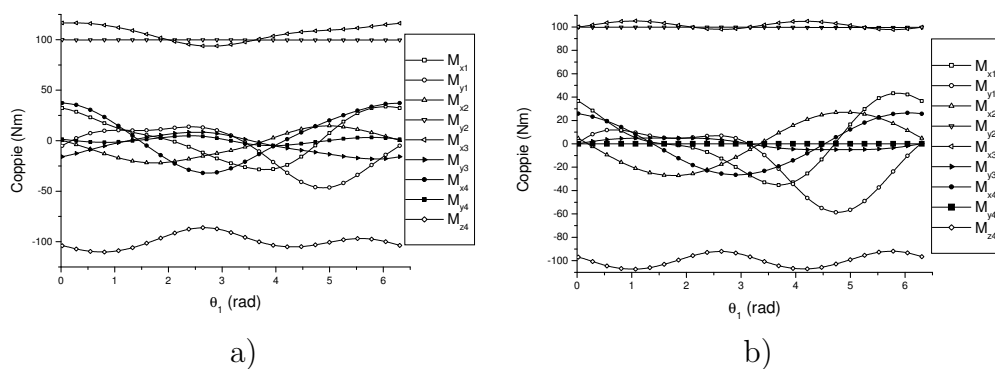 Coppie (Nm)
100
50
0
-50
-100
0
1
2
3
4
5
6
θ1 (rad)
Mx1
My1
Mx2
My2
Mx3
My3
Mx4
My4
Mz4
a)
Coppie (Nm)
100
80
60
40
20
0
-20
-40
-60
-80
-100
0
1
2
3
4
5
6
θ1 (rad)
Mx1
My1
Mx2
My2
Mx3
My3
Mx4
My4
Mz4
b)